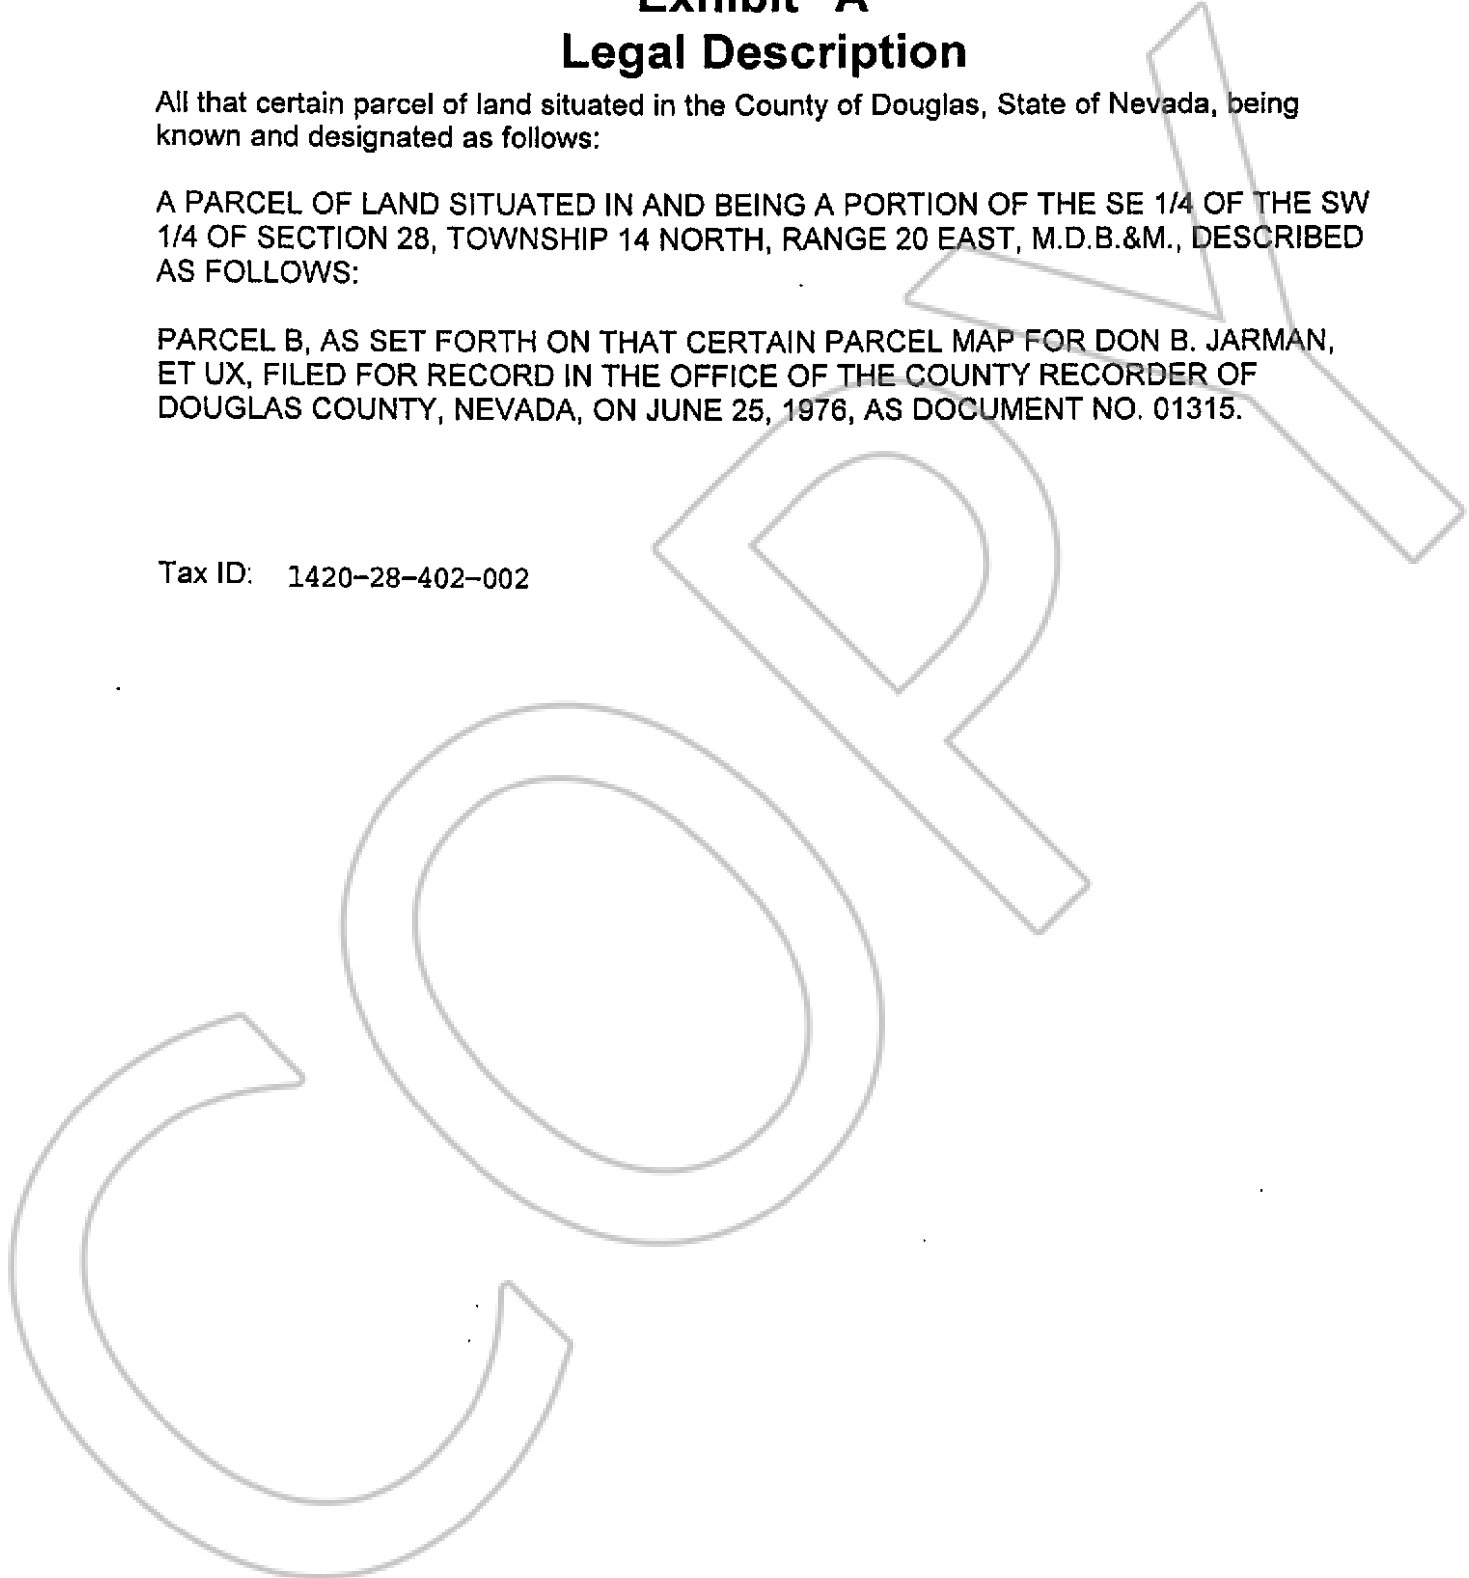 Exhibit "A"
Legal Description
All that certain parcel of land situated in the County of Douglas, State of Nevada, being
known and designated as follows:
A PARCEL OF LAND SITUATED IN AND BEING A PORTION OF THE SE 1/4 OF THE SW
1/4 OF SECTION 28, TOWNSHIP 14 NORTH, RANGE 20 EAST, M.D.B.&M., DESCRIBED
AS FOLLOWS:
PARCEL B, AS SET FORTH ON THAT CERTAIN PARCEL MAP FOR DON B. JARMAN,
ET UX, FILED FOR RECORD IN THE OFFICE OF THE COUNTY RECORDER OF
DOUGLAS COUNTY, NEVADA, ON JUNE 25, 1976, AS DOCUMENT NO. 01315.
Tax ID: 1420-28-402-002
COPY